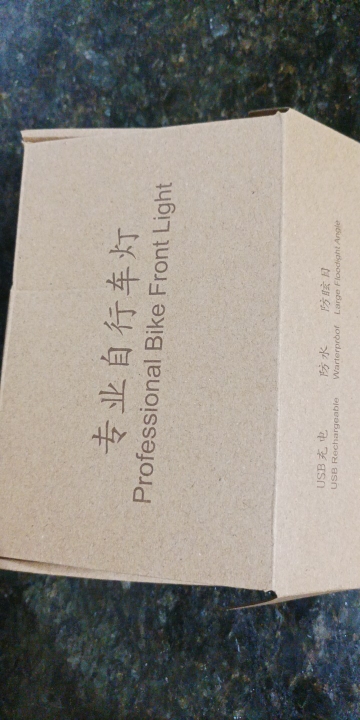 专业自行车灯
Professional Bike Front Light
USB充电
USB Rechargeable
防水
Warterproof
防眩目
Large Floodlight Angle